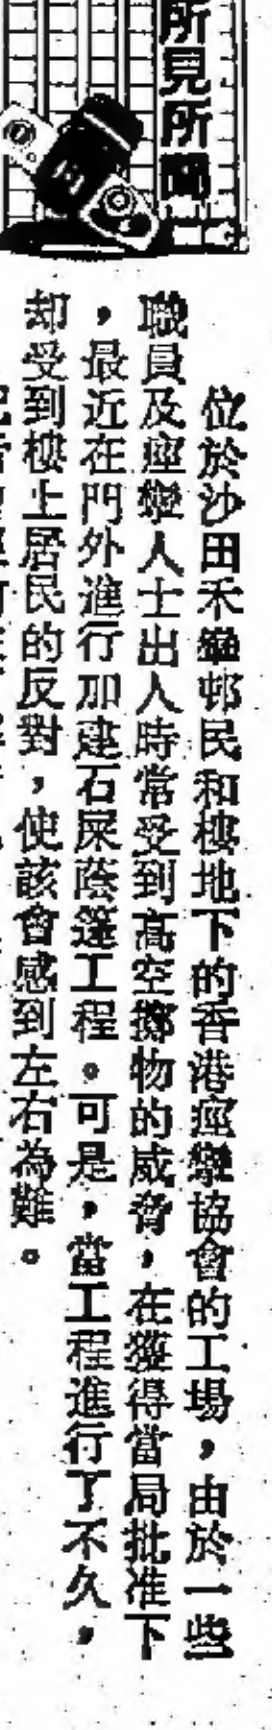 所見所聞
位於沙田禾輋邨民和樓地下的香港痙攣協會的工場，由於一些
職員及痙攣人士出入時常受到高空擲物的威脅，在獲得當局批准下
，最近在門外進行加建石屎蔭篷工程。可是，當工程進行了不久，
却受到樓上居民的反對，使該會感到左右為難。